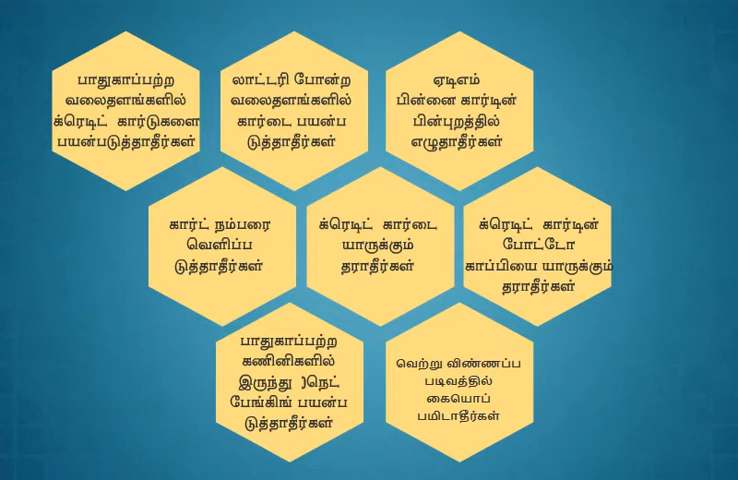 பாதுகாப்பற்ற
வலைதளங்களில்
க்ரெடிட் கார்டுகளை
பயன்படுத்தாதீர்கள்
லாட்டரி போன்ற
வலைதளங்களில்
கார்டை பயன்ப
டுத்தாதீர்கள்
ஏடிஎம்
பின்னை கார்டின்
பின்புறத்தில்
எழுதாதீர்கள்
கார்ட் நம்பரை
வெளிப்ப
டுத்தாதீர்கள்
க்ரெடிட் கார்டை
யாருக்கும்
தராதீர்கள்
க்ரெடிட் கார்டின்
போட்டோ
காப்பியை யாருக்கும்
தராதீர்கள்
பாதுகாப்பற்ற
கணினிகளில்
இருந்து )நெட்
பேங்கிங் பயன்ப
டுத்தாதீர்கள்
வெற்று விண்ணப்ப
படிவத்தில்
கையொப்
பமிடாதீர்கள்